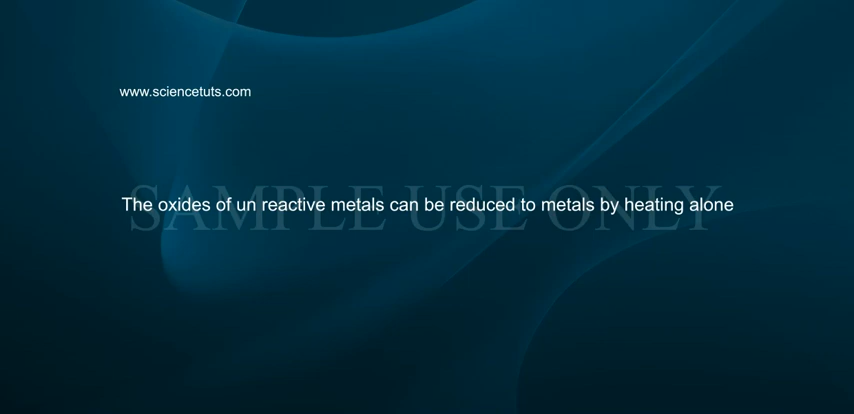 www.sciencetuts.com
SAMPLE USE ONLY
The oxides of un reactive metals can be reduced to metals by heating alone